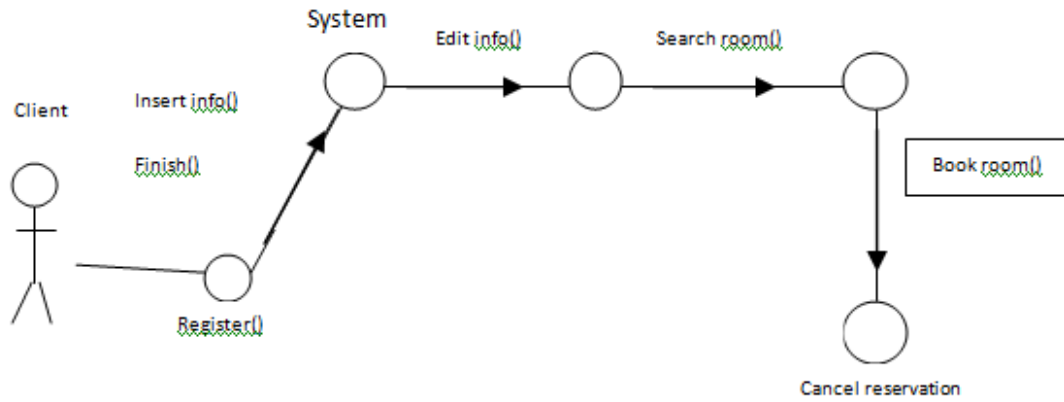 System
Edit info()
Search room()
Client
Insert info()
Finish()
Book room()
Register()
Cancel reservation